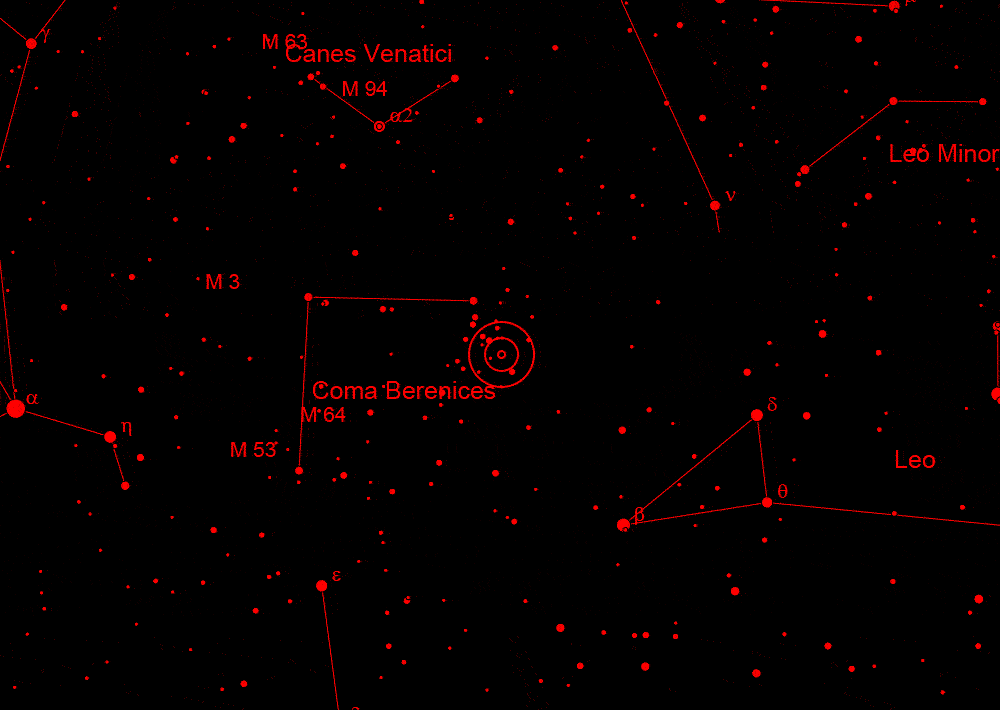 γ
M 63
Canes Venatici
M 94
α2
Leo Minor
ν
M 3
Coma Berenices
α
M 64
δ
η
M 53
Leo
θ
β
ε